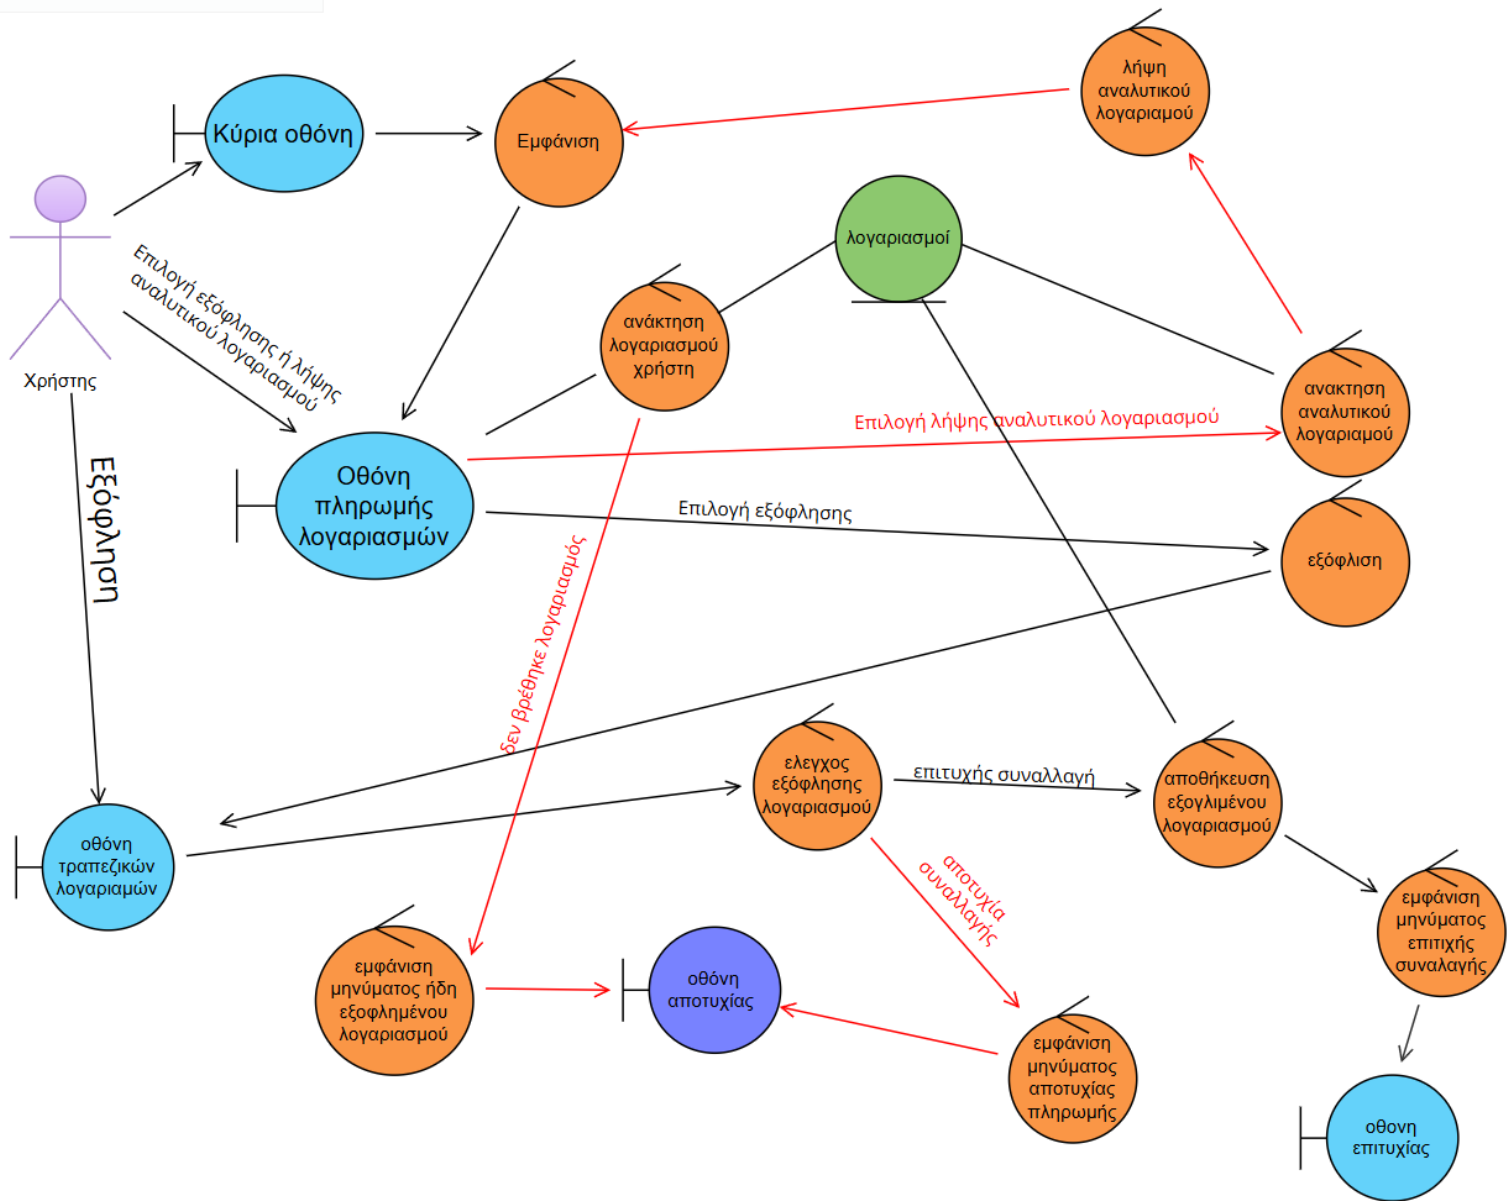 λήψη
αναλυτικού
λογαριαμού
Κύρια οθόνη
Εμφάνιση
λογαριασμοί
Επιλογή εξόφλησης ή λήψης
αναλυτικού λογαριασμού
ανάκτηση
λογαριασμού
χρήστη
Χρήστης
ανακτηση
αναλυτικού
λογαριαμού
Επιλογή λήψης αναλυτικού λογαριασμού
Εξόφληση
Οθόνη
πληρωμής
λογαριασμών
Επιλογή εξόφλησης
εξόφλιση
δεν βρέθηκε λογαριασμός
ελεγχος
εξόφλησης
λογαριασμού
επιτυχής συναλλαγή
αποθήκευση
εξογλιμένου
λογαριασμού
οθόνη
τραπεζικών
λογαριαμών
αποτυχία
συναλλαγής
εμφάνιση
μηνύματος
επιτιχής
συναλαγής
εμφάνιση
μηνύματος ήδη
εξοφλημένου
λογαριασμού
οθόνη
αποτυχίας
εμφάνιση
μηνύματος
αποτυχίας
πληρωμής
οθονη
επιτυχίας